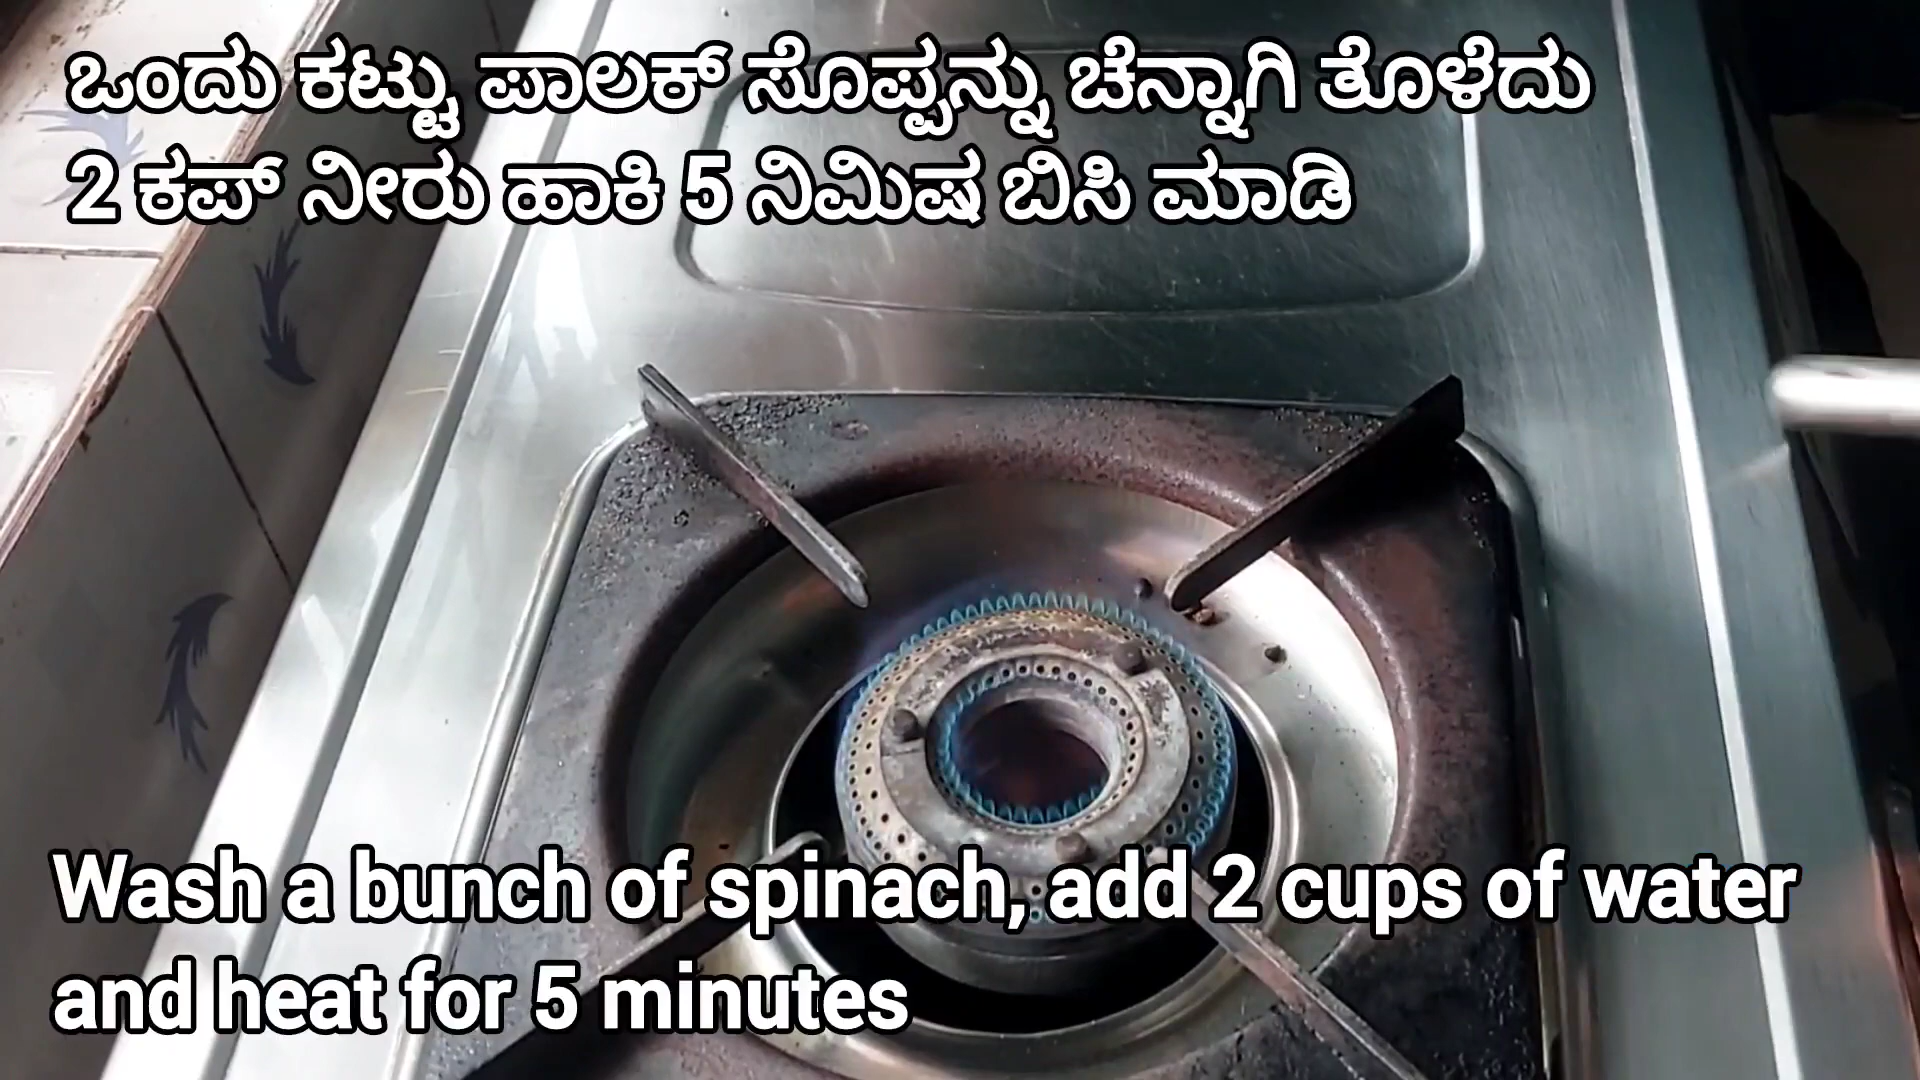 ಒಂದು ಕಟ್ಟು ಪಾಲಕ್ ಸೊಪ್ಪನ್ನು ಚೆನ್ನಾಗಿ ತೊಳೆದು
2 ಕಪ್ ನೀರು ಹಾಕಿ 5 ನಿಮಿಷ ಬಿಸಿ ಮಾಡಿ
Wash a bunch of spinach, add 2 cups of water
and heat for 5 minutes